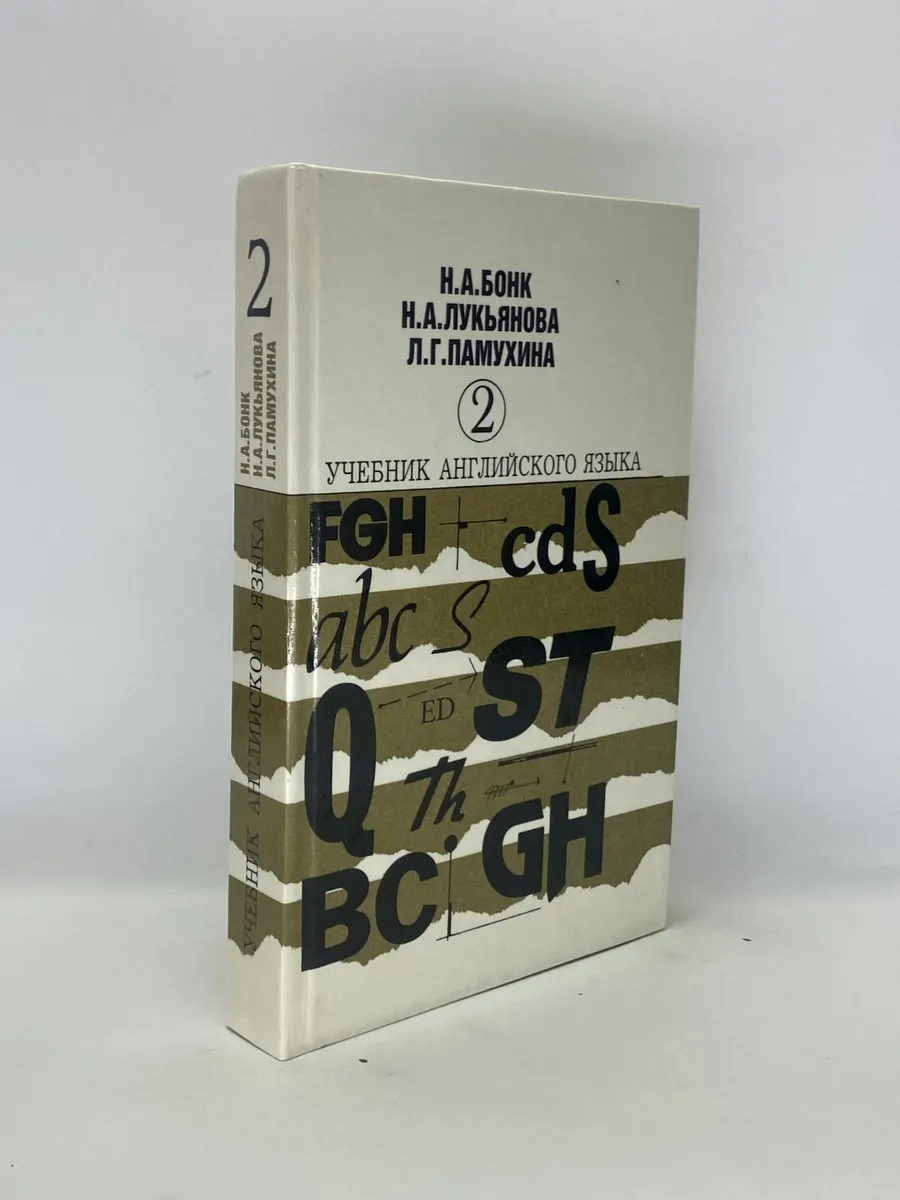 2
Н.А.БОНК
Н.А.ЛУКЬЯНОВА
Л.Г.ПАМУХИНА
УЧЕБНИК АНГЛИЙСКОГО ЯЗЫКА
Н.А.БОНК
Н.А.ЛУКЬЯНОВА
Л.Г.ПАМУХИНА
2
УЧЕБНИК АНГЛИЙСКОГО ЯЗЫКА
FGH cdS
abc S
ED ST
Q Th
BC GH